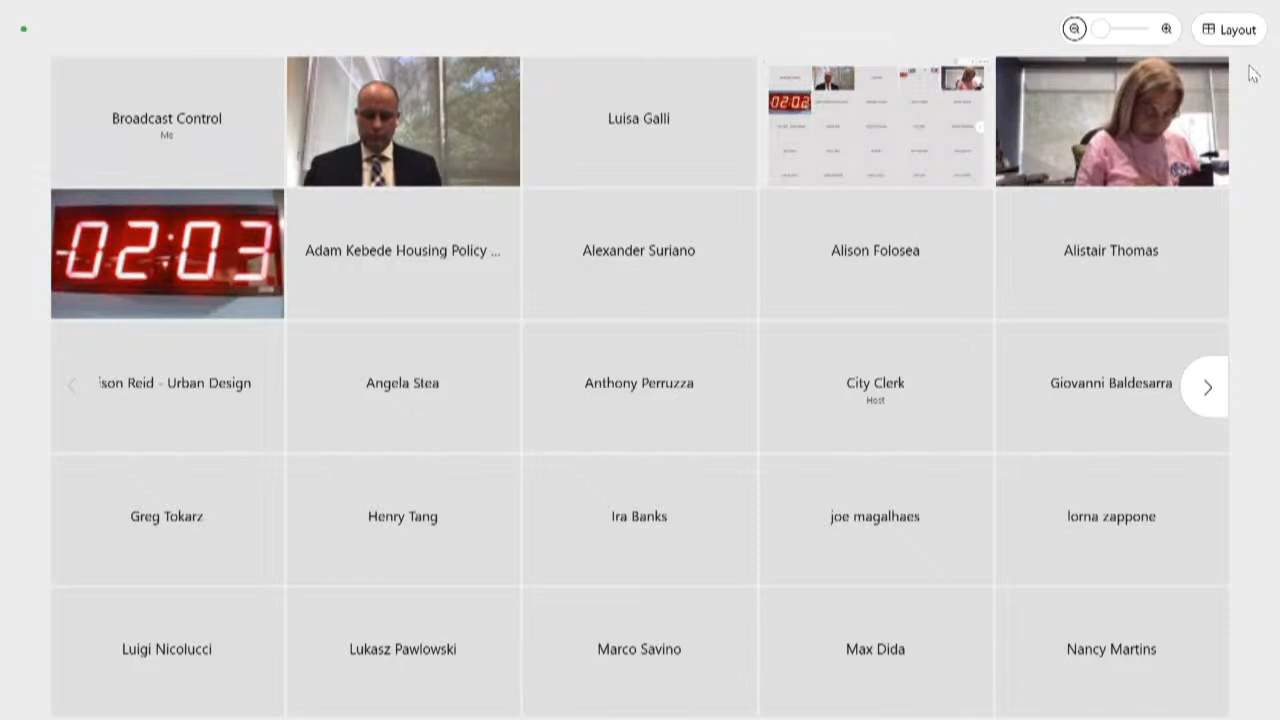 Layout
Broadcast Control
Me
Luisa Galli
02:02
-02:03
Adam Kebede Housing Policy ...
Alexander Suriano
Alison Folosea
Alistair Thomas
ison Reid - Urban Design
Angela Stea
Anthony Perruzza
City Clerk
Host
Giovanni Baldesarra
Greg Tokarz
Henry Tang
Ira Banks
joe magalhaes
lorna zappone
Luigi Nicolucci
Lukasz Pawlowski
Marco Savino
Max Dida
Nancy Martins